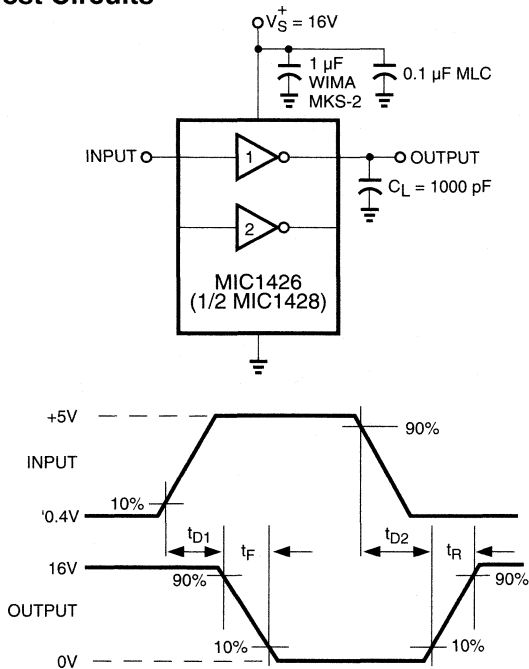 est Circuits
V_S^+ = 16V
1 µF
WIMA
MKS-2
0.1 µF MLC
INPUT
1
OUTPUT
C_L = 1000 pF
2
MIC1426
(1/2 MIC1428)
+5V
90%
INPUT
10%
'0.4V
t_D1
t_F
t_D2
t_R
16V
90%
90%
OUTPUT
10%
10%
0V